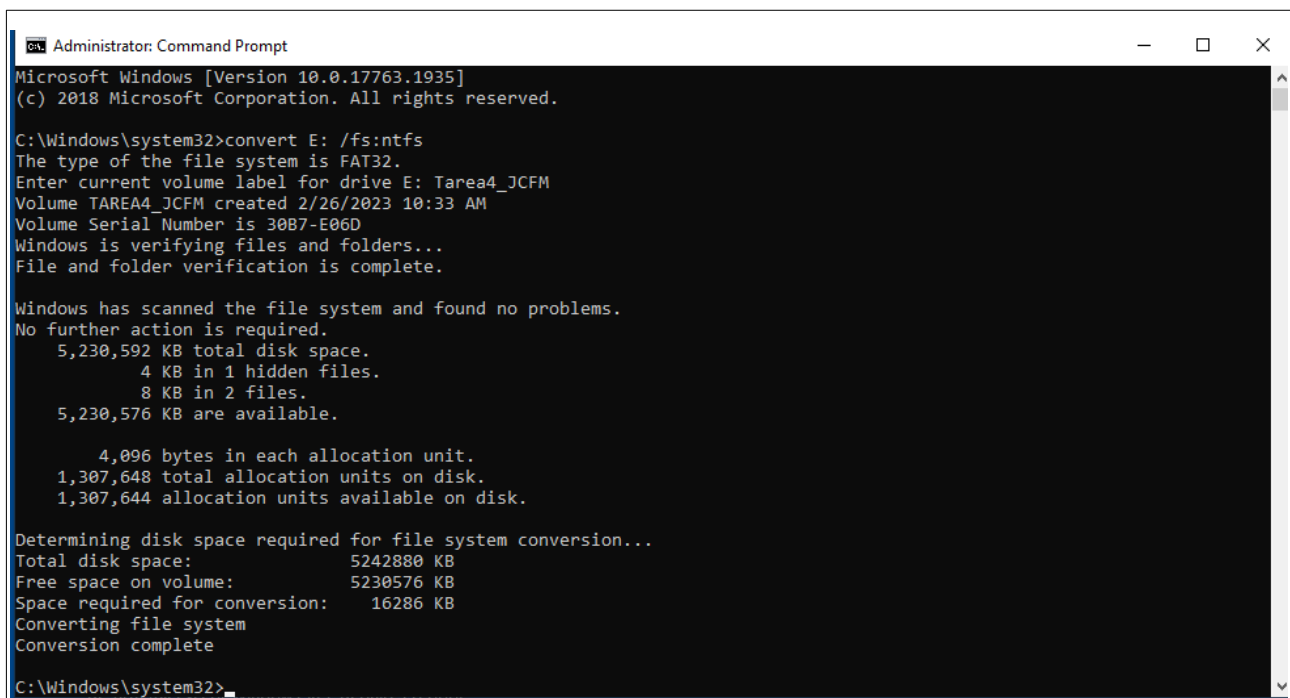 Administrator: Command Prompt
Microsoft Windows [Version 10.0.17763.1935]
(c) 2018 Microsoft Corporation. All rights reserved.
C:\Windows\system32>convert E: /fs:ntfs
The type of the file system is FAT32.
Enter current volume label for drive E: Tarea4_JCFM
Volume TAREA4_JCFM created 2/26/2023 10:33 AM
Volume Serial Number is 30B7-E06D
Windows is verifying files and folders...
File and folder verification is complete.
Windows has scanned the file system and found no problems.
No further action is required.
5,230,592 KB total disk space.
4 KB in 1 hidden files.
8 KB in 2 files.
5,230,576 KB are available.
4,096 bytes in each allocation unit.
1,307,648 total allocation units on disk.
1,307,644 allocation units available on disk.
Determining disk space required for file system conversion...
Total disk space: 5242880 KB
Free space on volume: 5230576 KB
Space required for conversion: 16286 KB
Converting file system
Conversion complete
C:\Windows\system32>